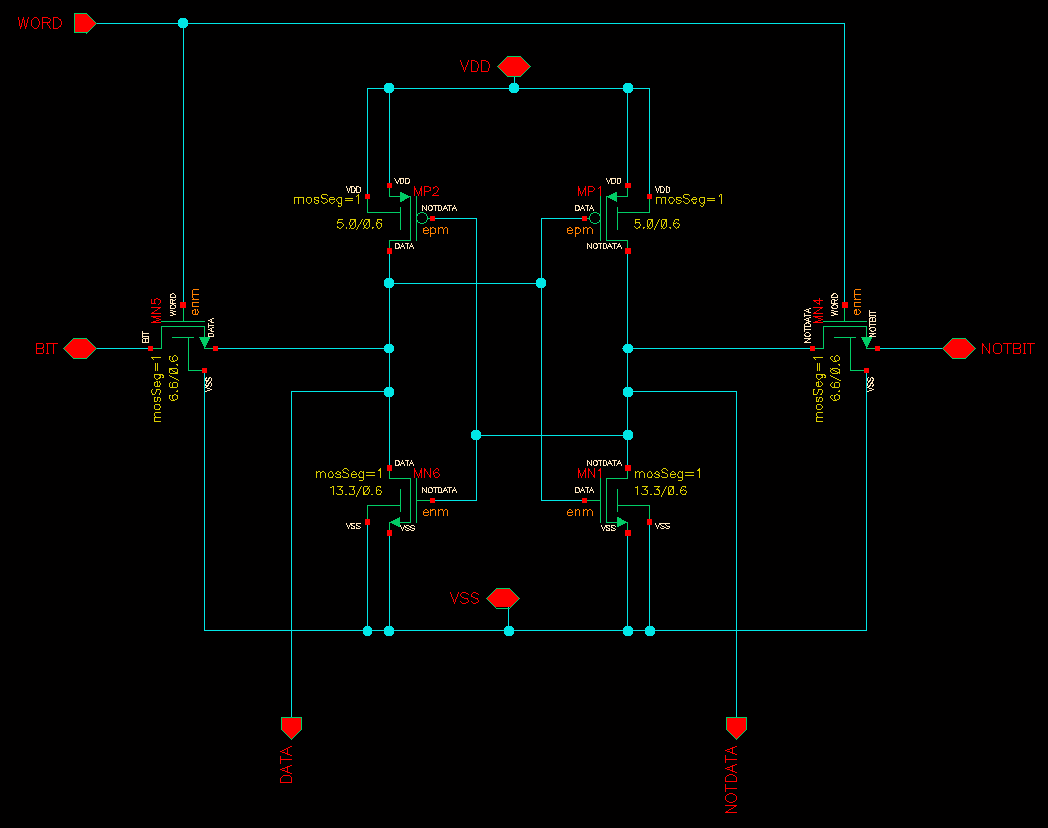 WORD
VDD
VDD
MP2
VDD
mosSeg=1
NOTDATA
5.0/0.6
epm
DATA
VDD
MP1
VDD
mosSeg=1
DATA
5.0/0.6
epm
NOTDATA
MN5
WORD
enm
DATA
BIT
BIT
mosSeg=1
6.6/0.6
VSS
MN4
WORD
enm
NOTDATA
NOTBIT
NOTBIT
mosSeg=1
6.6/0.6
VSS
DATA
mosSeg=1
MN6
13.3/0.6
NOTDATA
enm
VSS
VSS
NOTDATA
MN1
mosSeg=1
DATA
13.3/0.6
enm
VSS
VSS
VSS
DATA
NOTDATA